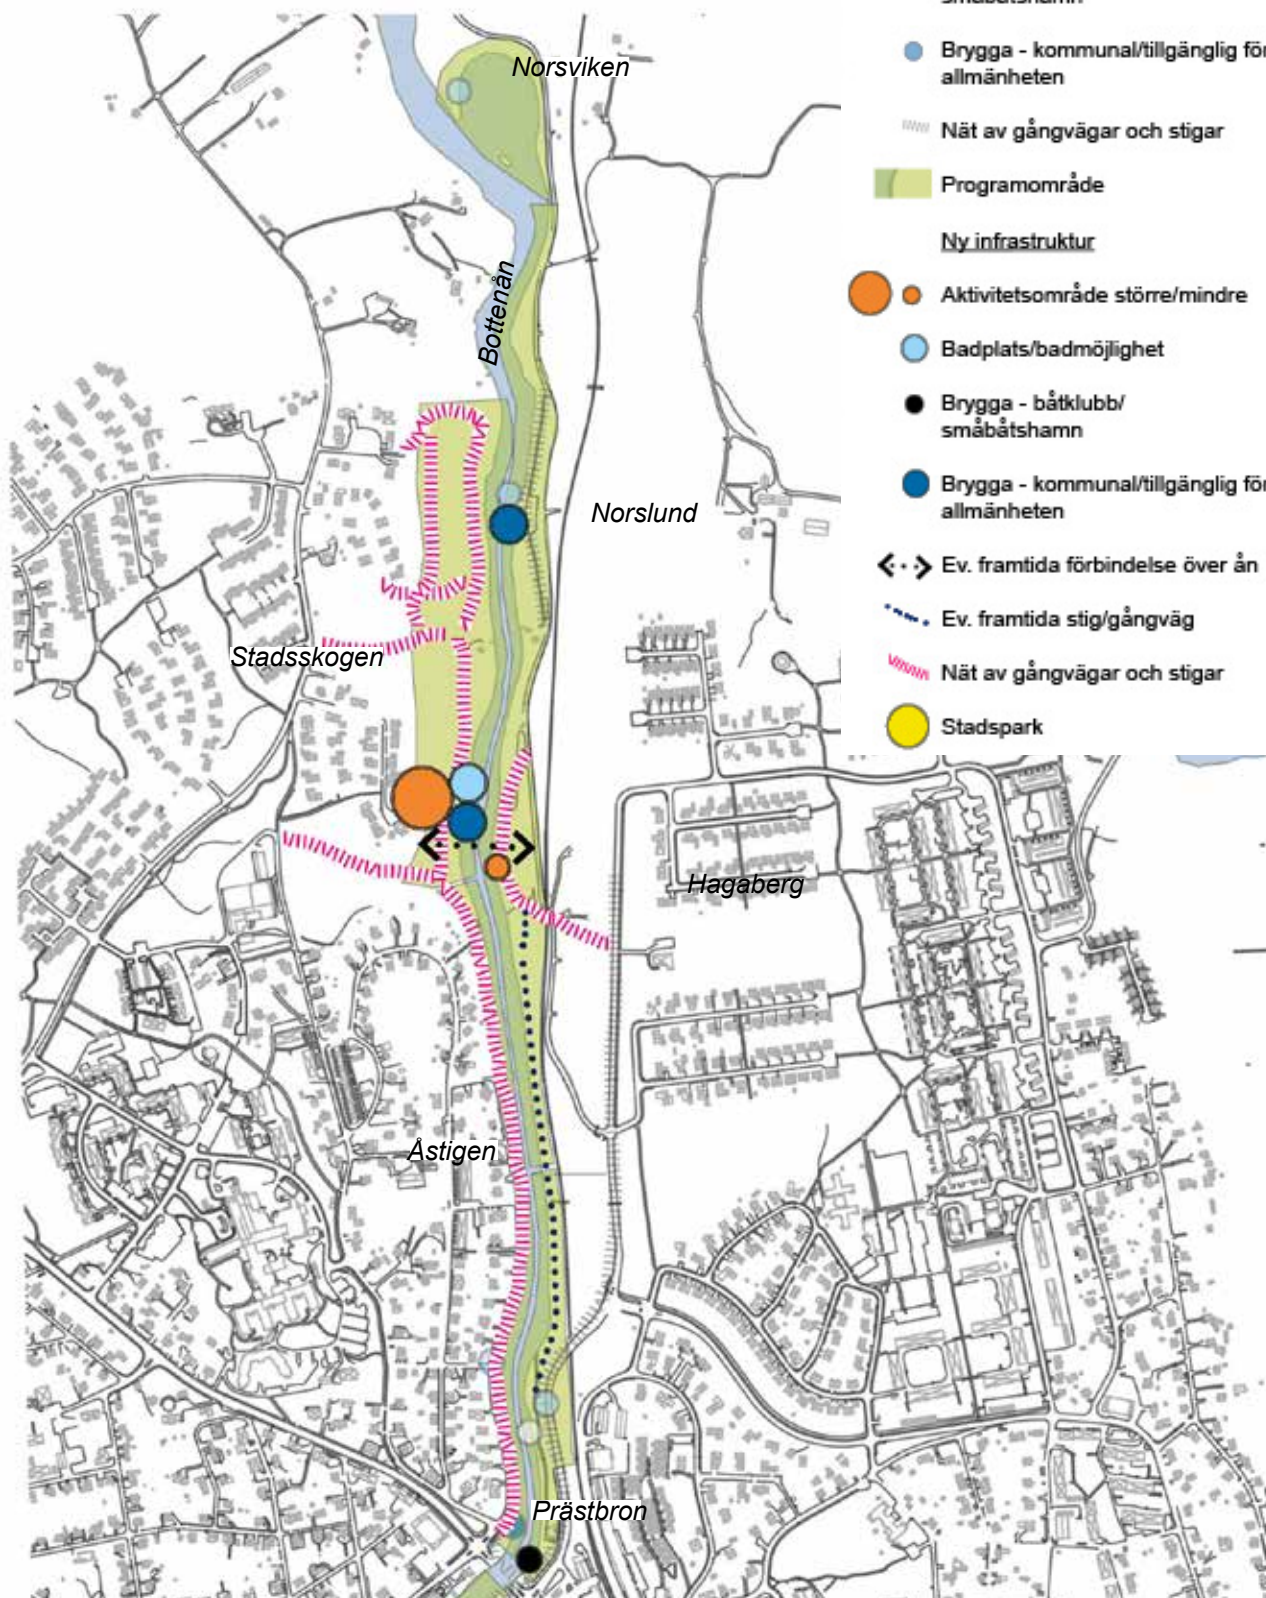 småbåtshamn
Brygga - kommunal/tillgänglig för
allmänheten
Nät av gångvägar och stigar
Programområde
Ny infrastruktur
Aktivitetsområde större/mindre
Badplats/badmöjlighet
Brygga - båtklubb/
småbåtshamn
Brygga - kommunal/tillgänglig för
allmänheten
Ev. framtida förbindelse över ån
Ev. framtida stig/gångväg
Nät av gångvägar och stigar
Stadspark
Norsviken
Bottenån
Norslund
Stadsskogen
Hagaberg
Åstigen
Prästbron